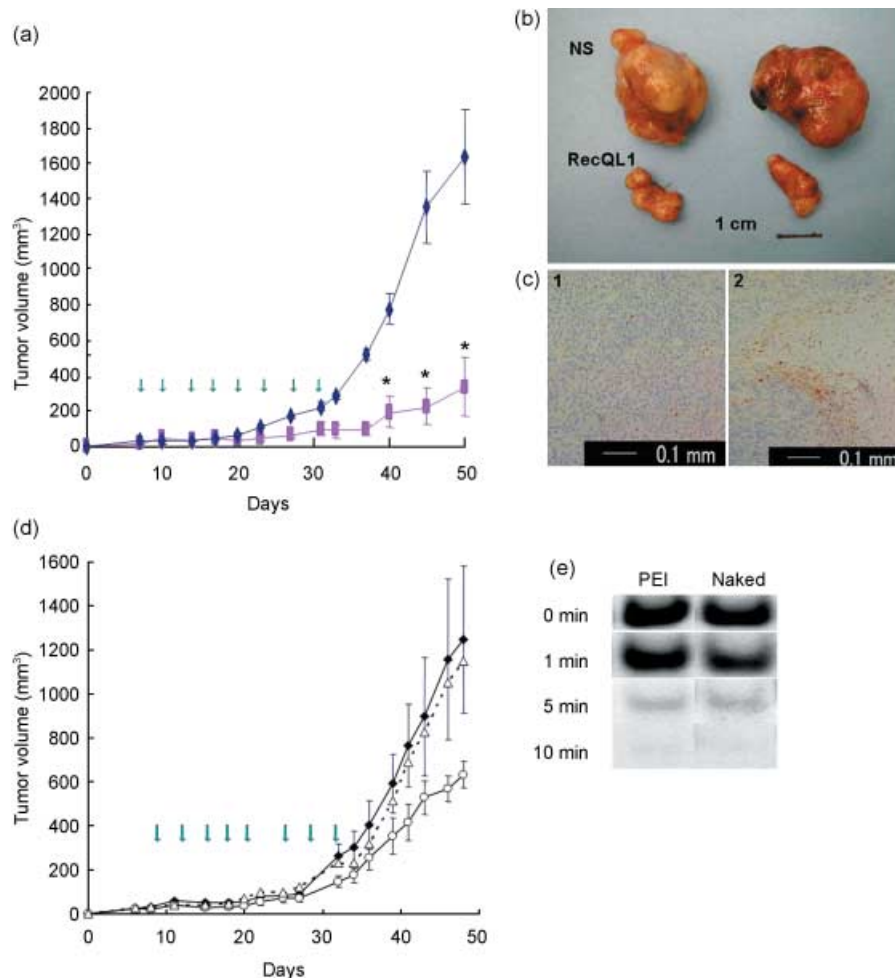 (a)
2000
1800
1600
1400
1200
1000
800
600
400
200
0
Tumor volume (mm³)
0 10 20 30 40 50
Days
* * *
(b)
NS
RecQL1
1 cm
(c)
1
0.1 mm
2
0.1 mm
(d)
1600
1400
1200
1000
800
600
400
200
0
Tumor volume (mm³)
0 10 20 30 40 50
Days
(e)
PEI Naked
0 min
1 min
5 min
10 min